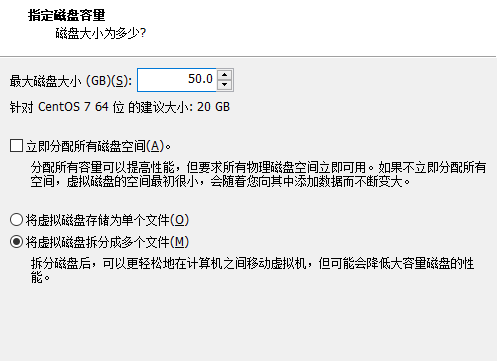 指定磁盘容量
磁盘大小为多少?
最大磁盘大小 (GB)(S): 50.0
针对 CentOS 7 64 位 的建议大小: 20 GB
立即分配所有磁盘空间(A)。
分配所有容量可以提高性能，但要求所有物理磁盘空间立即可用。如果不立即分配所有
空间，虚拟磁盘的空间最初很小，会随着您向其中添加数据而不断变大。
将虚拟磁盘存储为单个文件(O)
将虚拟磁盘拆分成多个文件(M)
拆分磁盘后，可以更轻松地在计算机之间移动虚拟机，但可能会降低大容量磁盘的性
能。